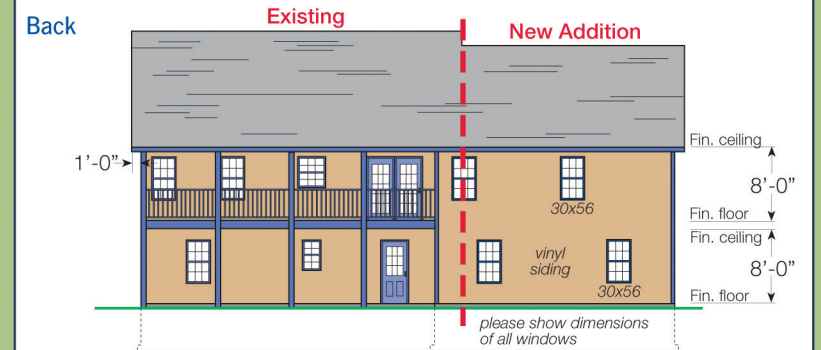 Back
Existing
New Addition
1'-0"
Fin. ceiling
8'-0"
30x56
Fin. floor
Fin. ceiling
vinyl
siding
8'-0"
30x56
Fin. floor
please show dimensions
of all windows